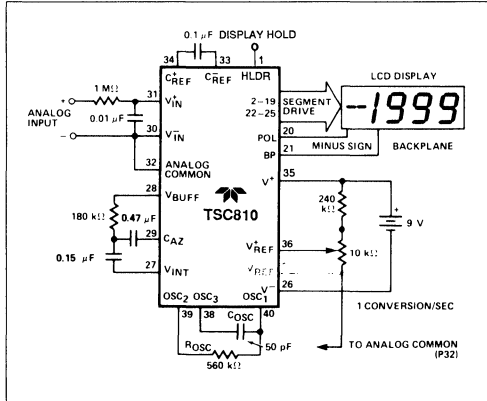 0.1 µF
DISPLAY HOLD
34
33
1
C+REF
C−REF
HLDR
LCD DISPLAY
1 MΩ
31
V+IN
+
ANALOG
INPUT
–
0.01 µF
30
V−IN
32
ANALOG
COMMON
2–19
22–25
SEGMENT
DRIVE
-1999
POL
20
MINUS SIGN
BACKPLANE
BP
21
28
VBUFF
TSC810
V+
35
180 kΩ
0.47 µF
29
CAZ
240
kΩ
9 V
V+REF
36
10 kΩ
0.15 µF
27
VINT
V−
26
OSC2
OSC3
OSC1
39
38
40
COSC
1 CONVERSION/SEC
ROSC
50 pF
560 kΩ
TO ANALOG COMMON
(P32)